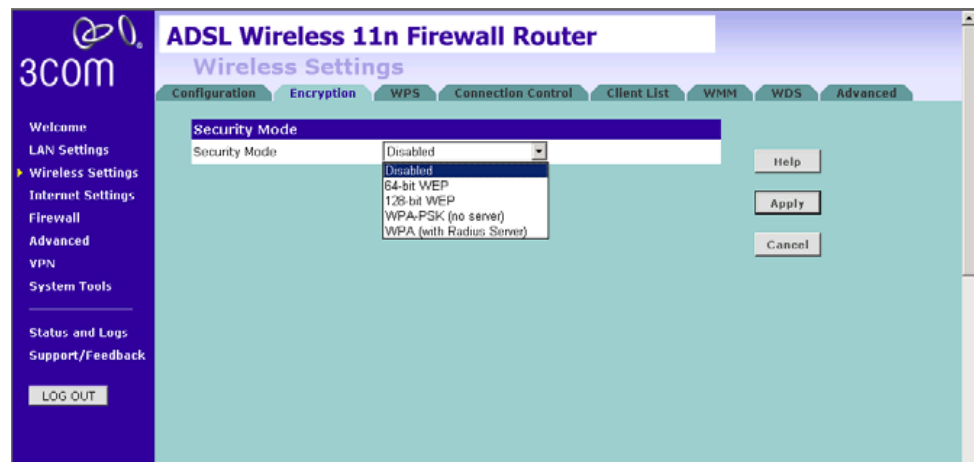 3COM
ADSL Wireless 11n Firewall Router
Wireless Settings
Configuration Encryption WPS Connection Control Client List WMM WDS Advanced
Welcome
LAN Settings
Wireless Settings
Internet Settings
Firewall
Advanced
VPN
System Tools
Status and Logs
Support/Feedback
LOG OUT
Security Mode
Security Mode Disabled
Disabled
64-bit WEP
128-bit WEP
WPA-PSK (no server)
WPA (with Radius Server)
Help
Apply
Cancel